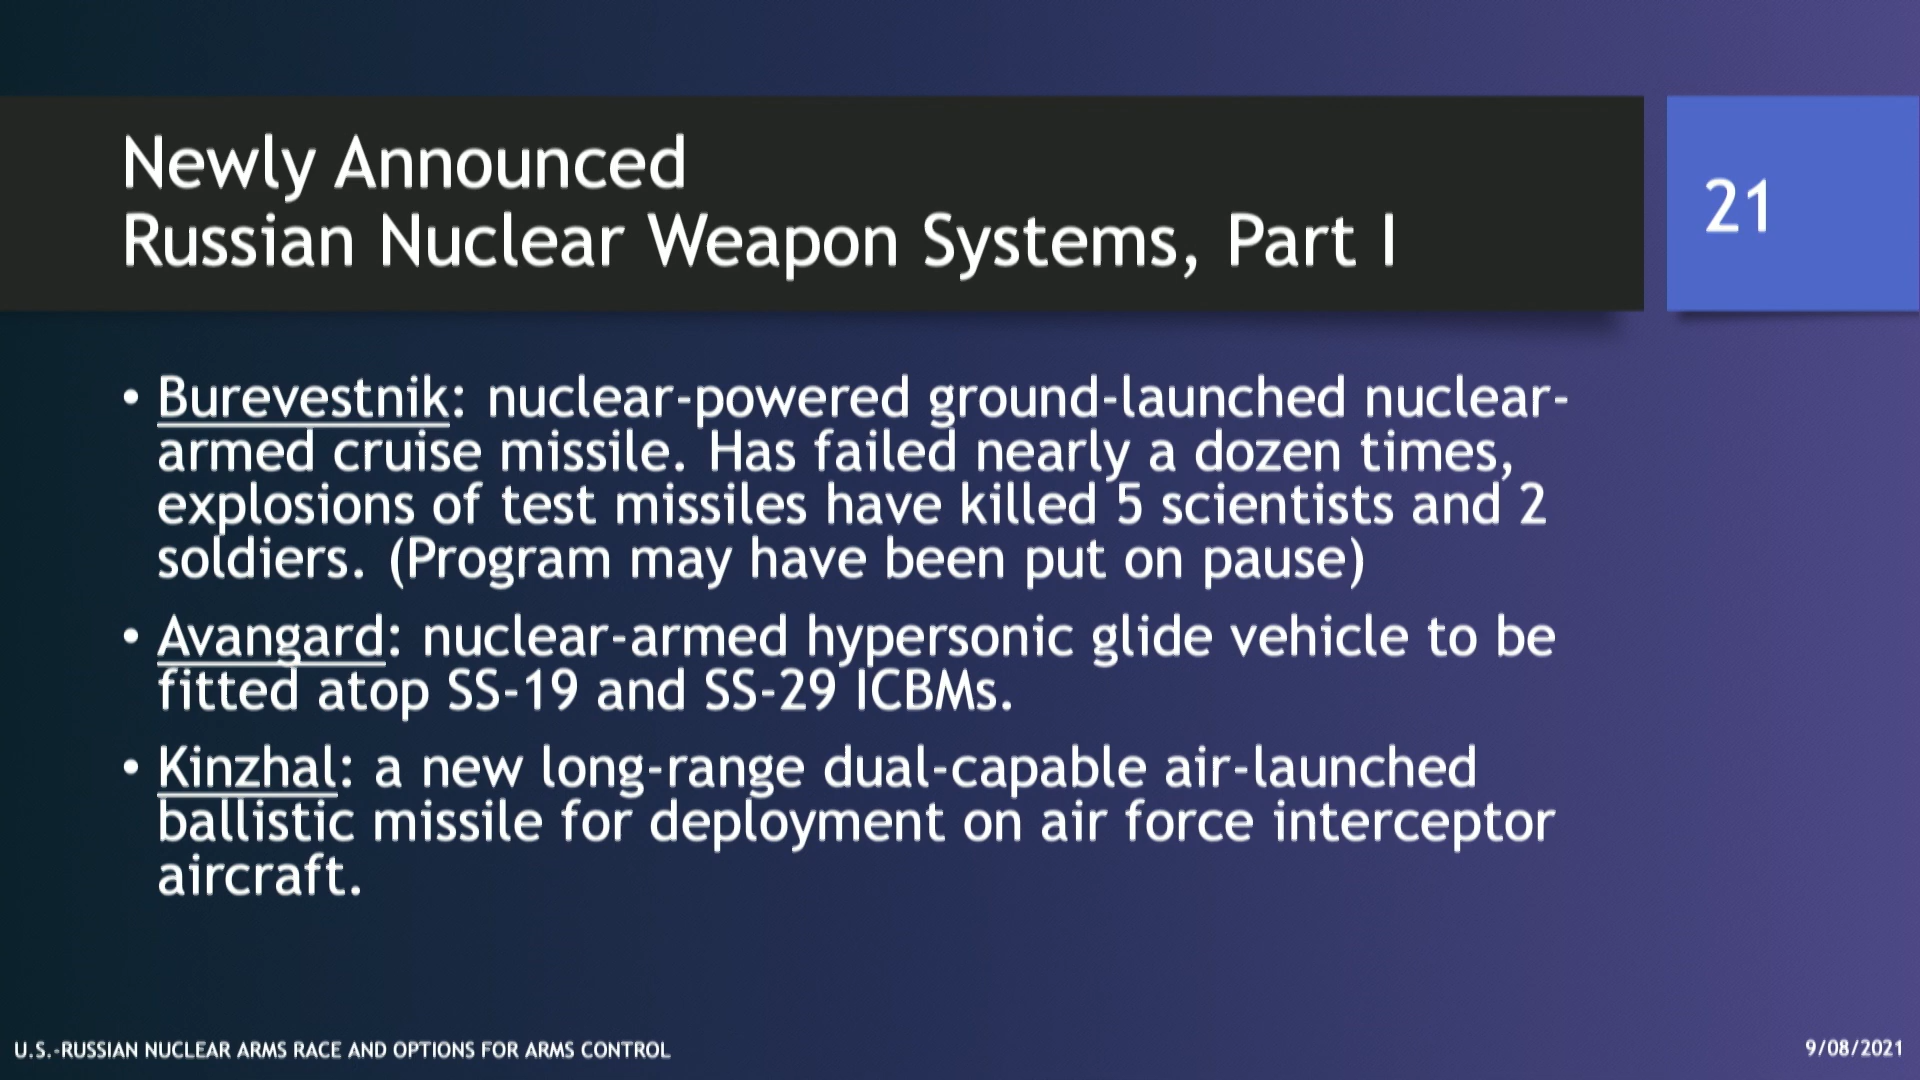 Newly Announced
Russian Nuclear Weapon Systems, Part I
21
• Burevestnik: nuclear-powered ground-launched nuclear-
armed cruise missile. Has failed nearly a dozen times,
explosions of test missiles have killed 5 scientists and 2
soldiers. (Program may have been put on pause)
• Avangard: nuclear-armed hypersonic glide vehicle to be
fitted atop SS-19 and SS-29 ICBMs.
• Kinzhal: a new long-range dual-capable air-launched
ballistic missile for deployment on air force interceptor
aircraft.
U.S.-RUSSIAN NUCLEAR ARMS RACE AND OPTIONS FOR ARMS CONTROL
9/08/2021